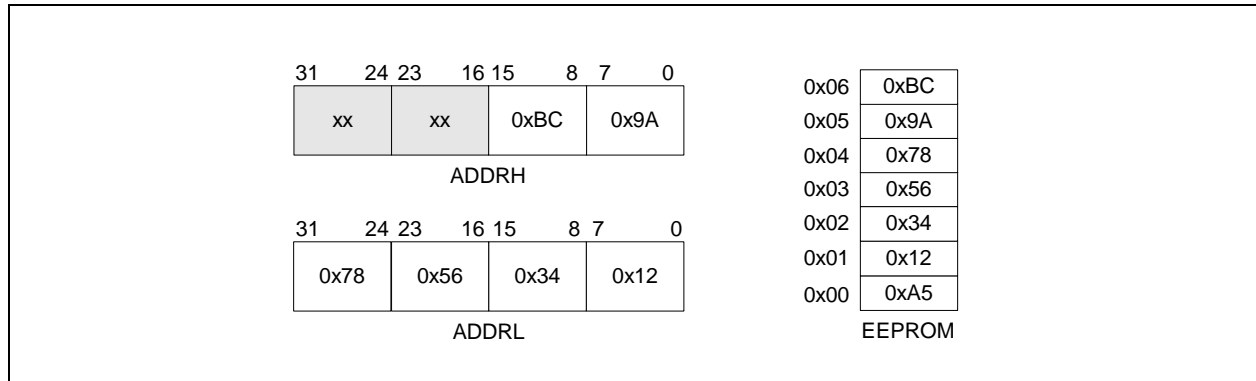 31 24 23 16 15 8 7 0
xx xx 0xBC 0x9A
ADDRH
31 24 23 16 15 8 7 0
0x78 0x56 0x34 0x12
ADDRL
0x06 0xBC
0x05 0x9A
0x04 0x78
0x03 0x56
0x02 0x34
0x01 0x12
0x00 0xA5
EEPROM